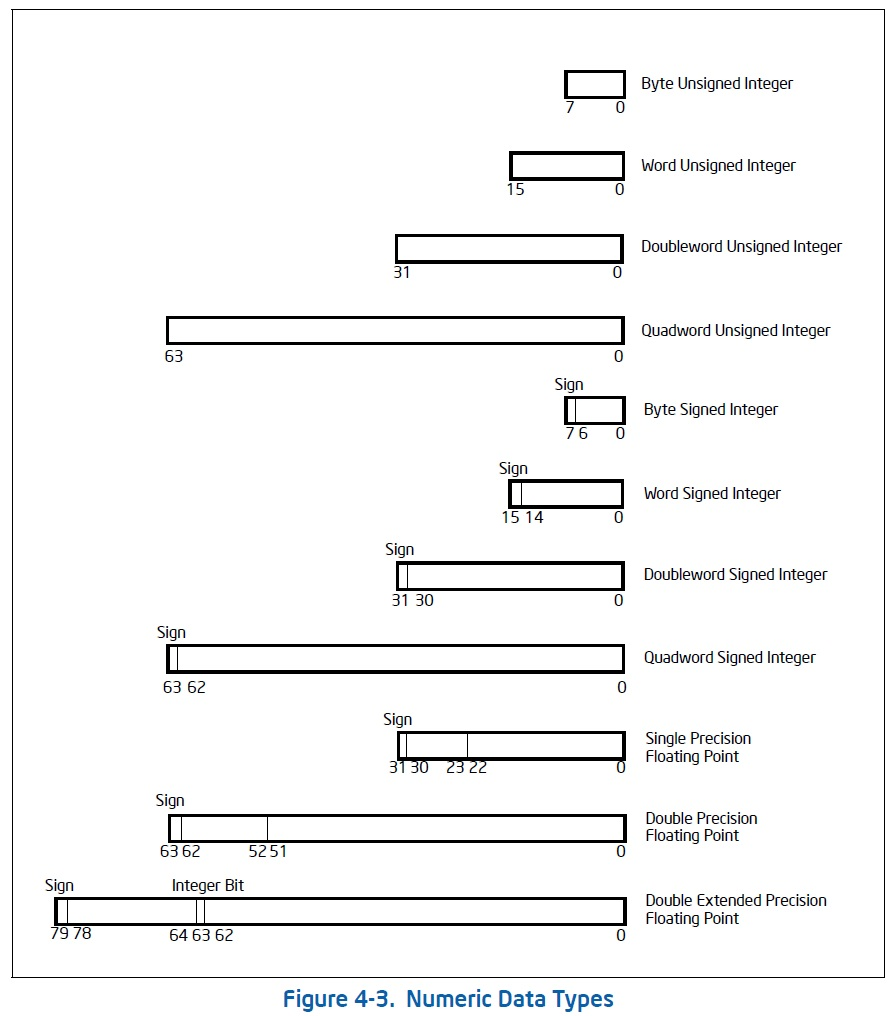 Byte Unsigned Integer
7 0
Word Unsigned Integer
15 0
Doubleword Unsigned Integer
31 0
Quadword Unsigned Integer
63 0
Sign
Byte Signed Integer
7 6 0
Sign
Word Signed Integer
15 14 0
Sign
Doubleword Signed Integer
31 30 0
Sign
Quadword Signed Integer
63 62 0
Sign
Single Precision
Floating Point
31 30 23 22 0
Sign
Double Precision
Floating Point
63 62 52 51 0
Sign Integer Bit
Double Extended Precision
Floating Point
79 78 64 63 62 0
Figure 4-3. Numeric Data Types